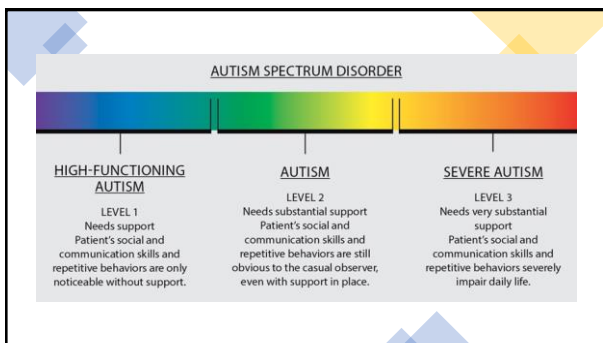 AUTISM SPECTRUM DISORDER
HIGH-FUNCTIONING
AUTISM
LEVEL 1
Needs support
Patient's social and
communication skills and
repetitive behaviors are only
noticeable without support.
AUTISM
LEVEL 2
Needs substantial support
Patient's social and
communication skills and
repetitive behaviors are still
obvious to the casual observer,
even with support in place.
SEVERE AUTISM
LEVEL 3
Needs very substantial
support
Patient's social and
communication skills and
repetitive behaviors severely
impair daily life.